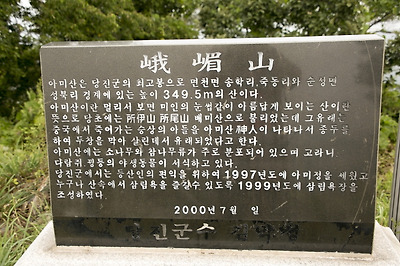 峨嵋山
아미산은 당진군의 최고봉으로 면천면 송학리, 죽동리와 순성면
성북리 경계에 있는 높이 349.5m의 산이다.
아미산이란 멀리서 보면 미인의 눈썹같이 아름답게 보이는 산이란
뜻으로 당초에는 所伊山 所尾山 배미산으로 불리었는데 그유래는
중국에서 죽어가는 승상의 아들을 아미산神人이 나타나서 종두를
하여 두창을 막아 살린데서 유래되었다고 한다.
아미산에는 소나무와 참나무류가 주로 분포되어 있으며 고라니.
다람쥐.꿩등의 야생동물이 서식하고 있다.
당진군에서는 등산인의 편익을 위하여 1997년도에 아미정을 세웠고
누구나 산속에서 삼림욕을 즐길수 있도록 1999년도에 삼림욕장을
조성하였다.
2000년 7월 일
진군수